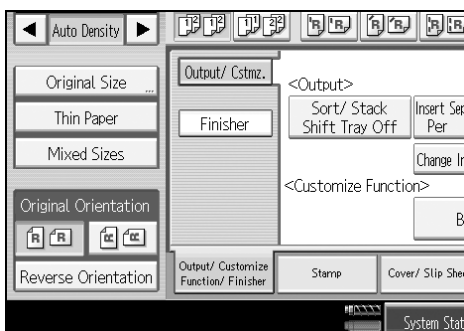 Auto Density
Original Size
Thin Paper
Mixed Sizes
Original Orientation
Reverse Orientation
Output/ Cstmz.
Finisher
<Output>
Sort/ Stack
Shift Tray Off
Insert Sep
Per
Change In
<Customize Function>
B
Output/ Customize
Function/ Finisher
Stamp
Cover/ Slip Shee
System Stat